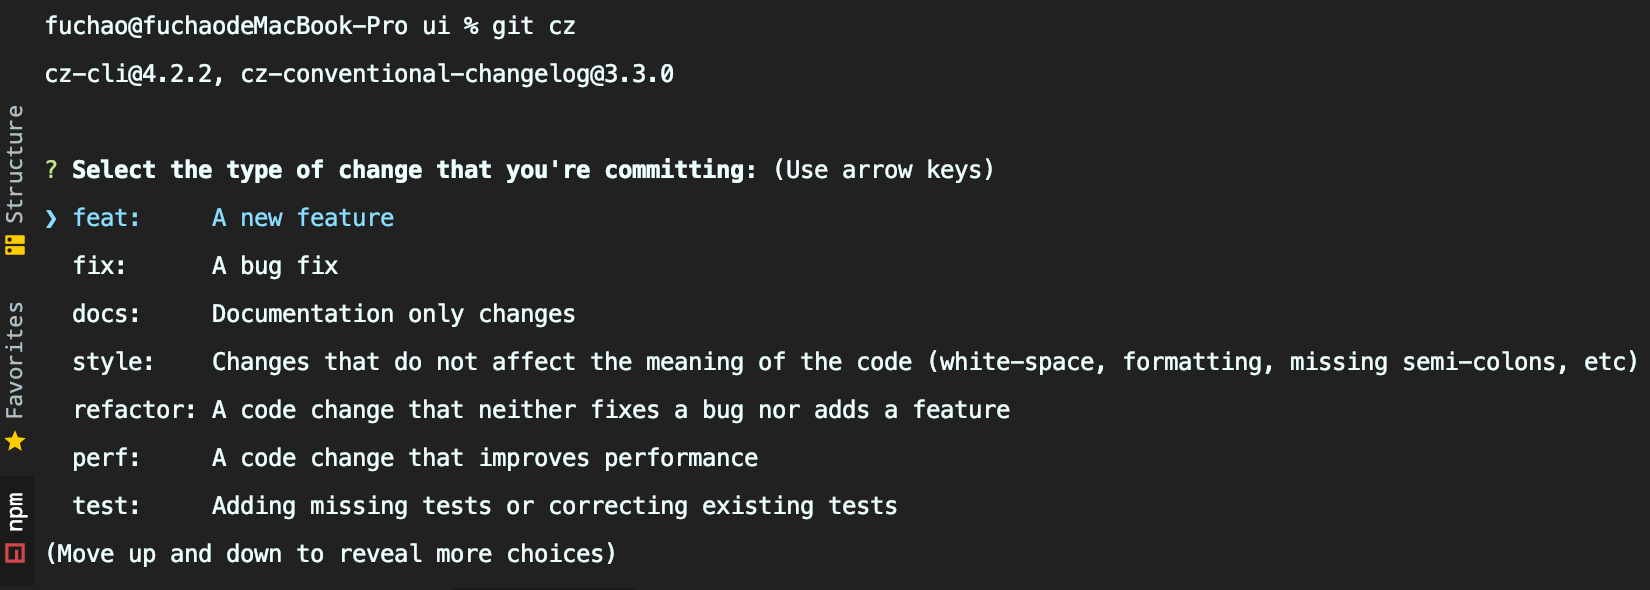 fuchao@fuchaodeMacBook-Pro ui % git cz
cz-cli@4.2.2, cz-conventional-changelog@3.3.0
? Select the type of change that you're committing: (Use arrow keys)
❯ feat:     A new feature
fix:      A bug fix
docs:     Documentation only changes
style:    Changes that do not affect the meaning of the code (white-space, formatting, missing semi-colons, etc)
refactor: A code change that neither fixes a bug nor adds a feature
perf:     A code change that improves performance
test:     Adding missing tests or correcting existing tests
(Move up and down to reveal more choices)
Structure
Favorites
npm